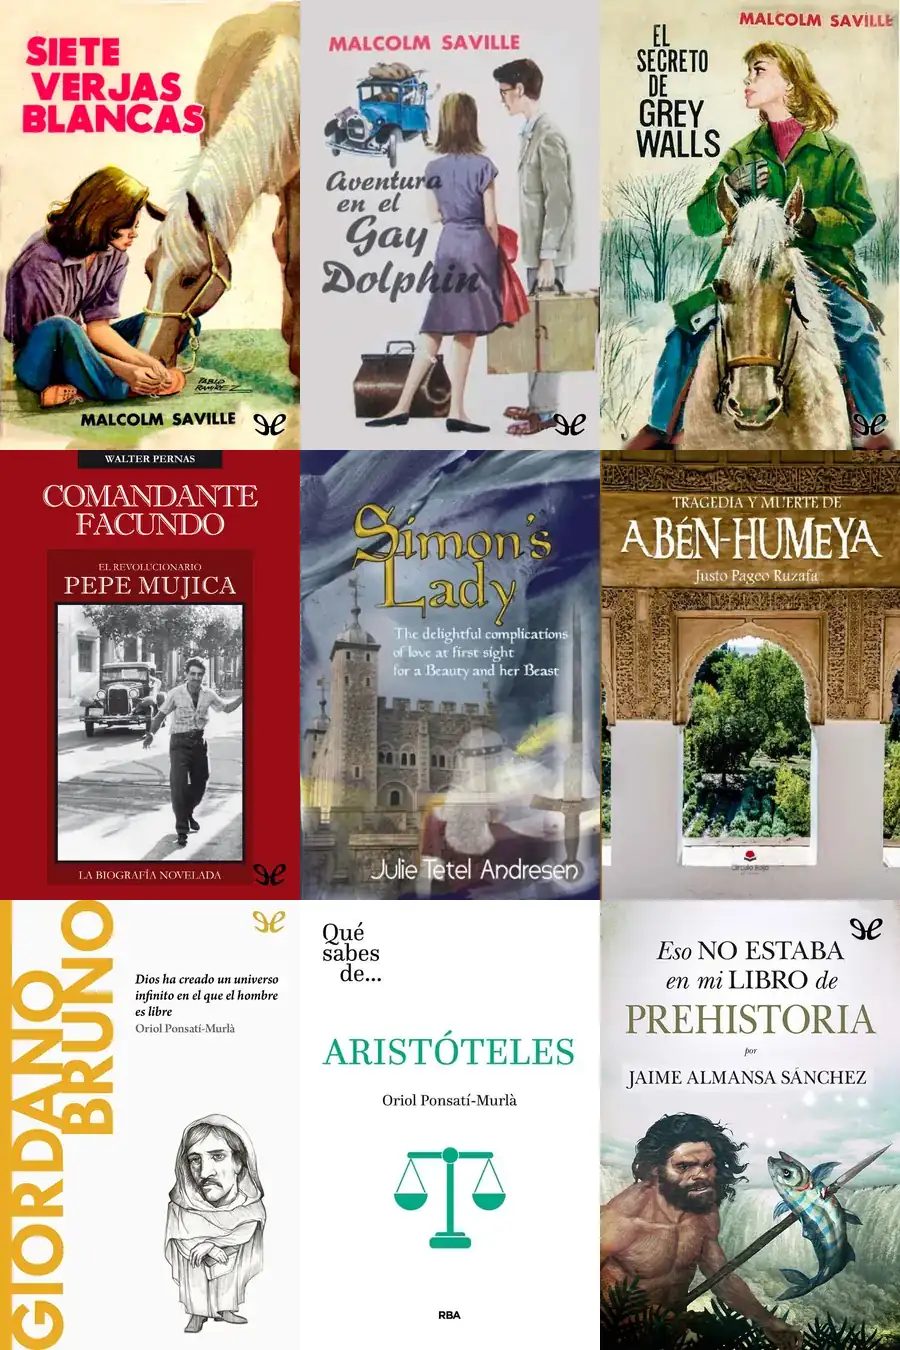 SIETE
VERJAS
BLANCAS
PABLO
RAMIREZ
MALCOLM SAVILLE
MALCOLM SAVILLE
Aventura
en el
Gay
Dolphin
MALCOLM SAVILLE
EL
SECRETO
DE
GREY
WALLS
WALTER PERNAS
COMANDANTE
FACUNDO
EL REVOLUCIONARIO
PEPE MUJICA
LA BIOGRAFÍA NOVELADA
Simon's
Lady
The delightful complications
of love at first sight
for a Beauty and her Beast
Julie Tetel Andresen
TRAGEDIA Y MUERTE DE
ABÉN-HUMEYA
Justo Pageo Ruzafa
Círculo Rojo
GIORDANO
BRUNO
Dios ha creado un universo
infinito en el que el hombre
es libre
Oriol Ponsatí-Murlà
Qué
sabes
de...
ARISTÓTELES
Oriol Ponsatí-Murlà
RBA
Eso NO ESTABA
en mi LIBRO de
PREHISTORIA
por
JAIME ALMANSA SÁNCHEZ